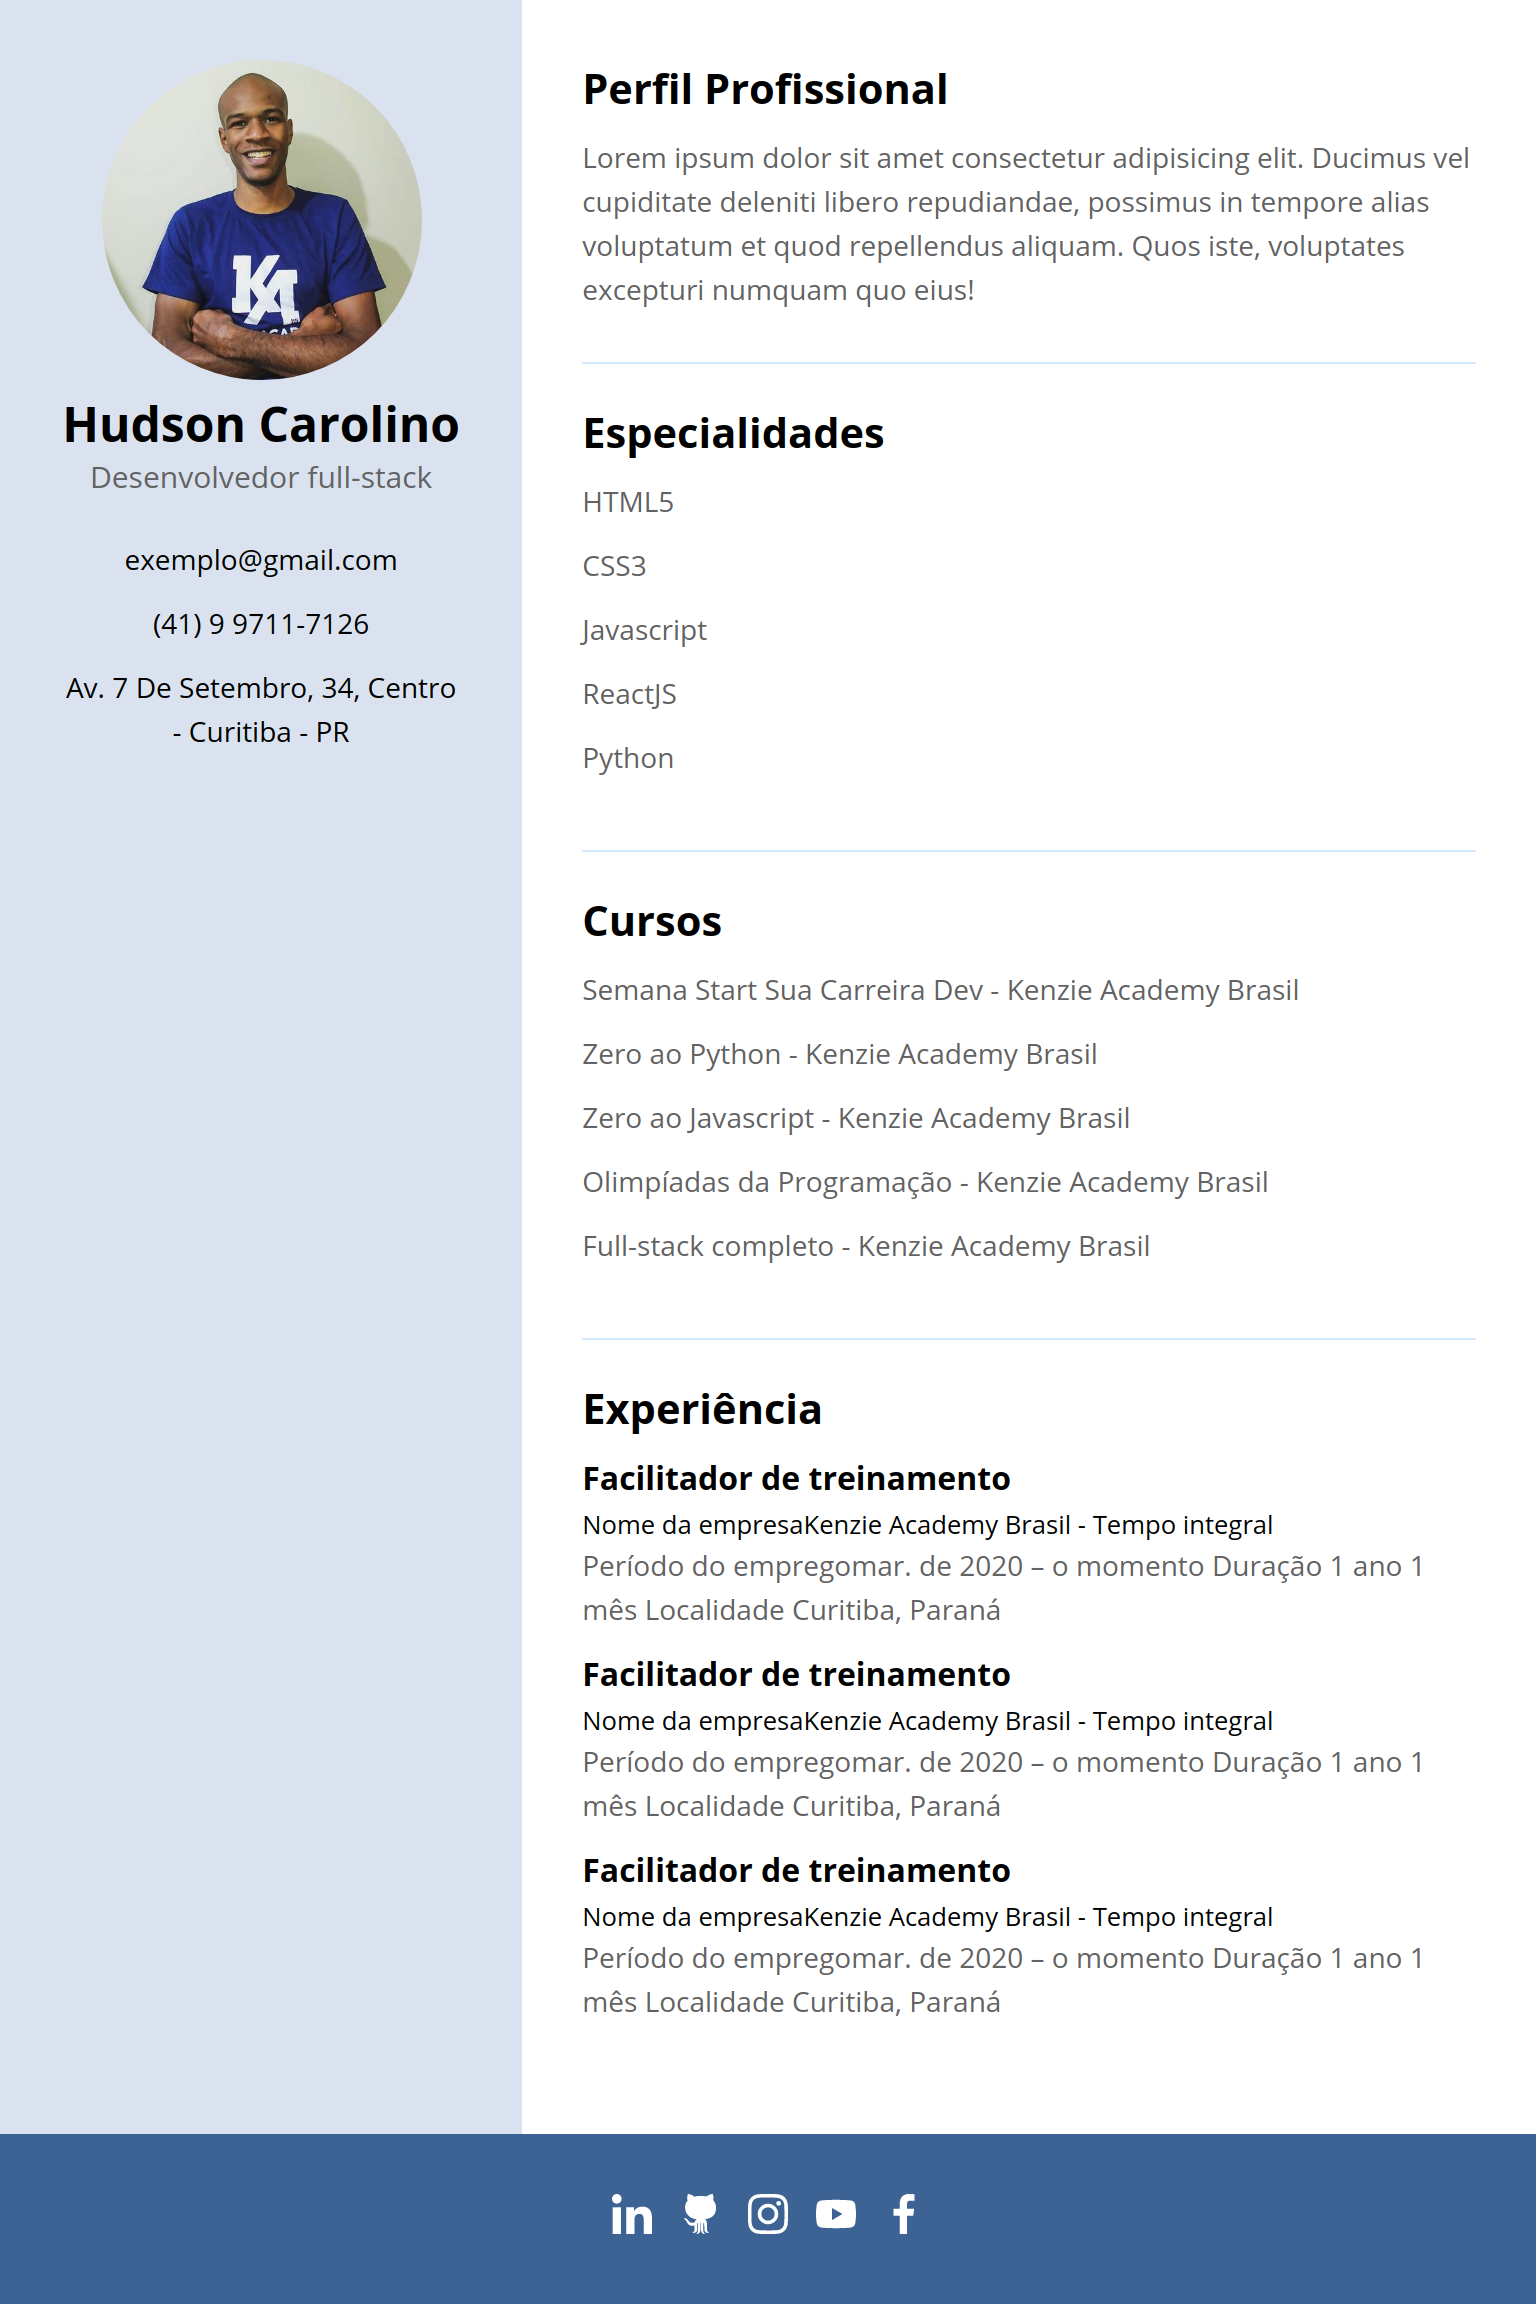 Hudson Carolino
Desenvolvedor full-stack
exemplo@gmail.com
(41) 9 9711-7126
Av. 7 De Setembro, 34, Centro
- Curitiba - PR
Perfil Profissional
Lorem ipsum dolor sit amet consectetur adipisicing elit. Ducimus vel
cupiditate deleniti libero repudiandae, possimus in tempore alias
voluptatum et quod repellendus aliquam. Quos iste, voluptates
excepturi numquam quo eius!
Especialidades
HTML5
CSS3
Javascript
ReactJS
Python
Cursos
Semana Start Sua Carreira Dev - Kenzie Academy Brasil
Zero ao Python - Kenzie Academy Brasil
Zero ao Javascript - Kenzie Academy Brasil
Olimpíadas da Programação - Kenzie Academy Brasil
Full-stack completo - Kenzie Academy Brasil
Experiência
Facilitador de treinamento
Nome da empresaKenzie Academy Brasil - Tempo integral
Período do empregomar. de 2020 – o momento Duração 1 ano 1
mês Localidade Curitiba, Paraná
Facilitador de treinamento
Nome da empresaKenzie Academy Brasil - Tempo integral
Período do empregomar. de 2020 – o momento Duração 1 ano 1
mês Localidade Curitiba, Paraná
Facilitador de treinamento
Nome da empresaKenzie Academy Brasil - Tempo integral
Período do empregomar. de 2020 – o momento Duração 1 ano 1
mês Localidade Curitiba, Paraná